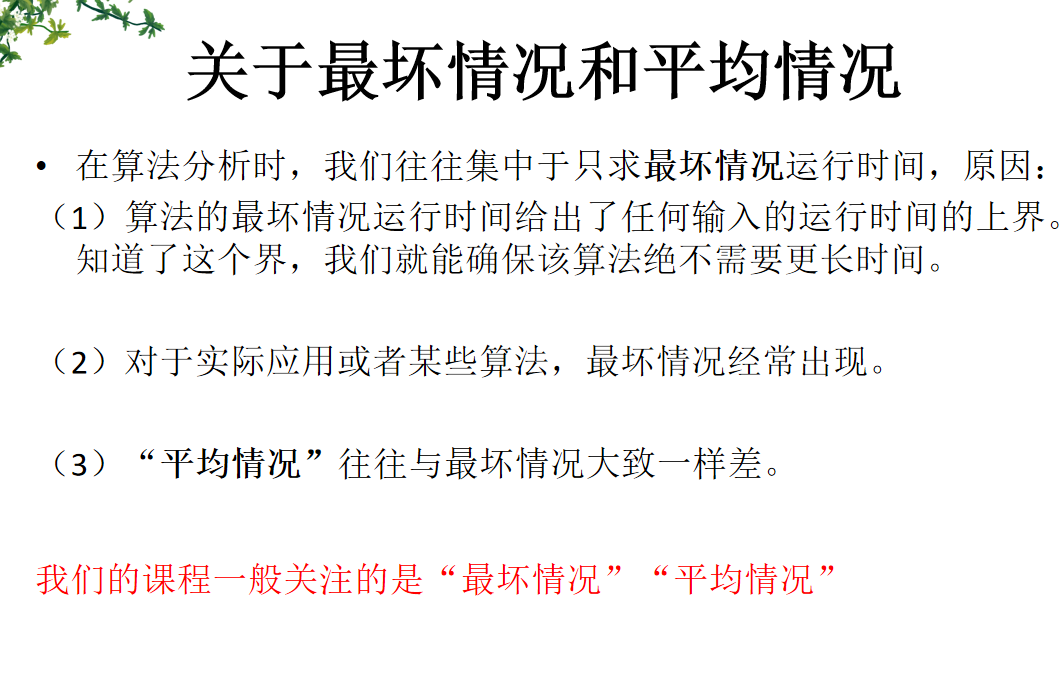 关于最坏情况和平均情况
• 在算法分析时，我们往往集中于只求最坏情况运行时间，原因：
（1）算法的最坏情况运行时间给出了任何输入的运行时间的上界。
知道了这个界，我们就能确保该算法绝不需要更长时间。
（2）对于实际应用或者某些算法，最坏情况经常出现。
（3）“平均情况”往往与最坏情况大致一样差。
我们的课程一般关注的是“最坏情况”“平均情况”